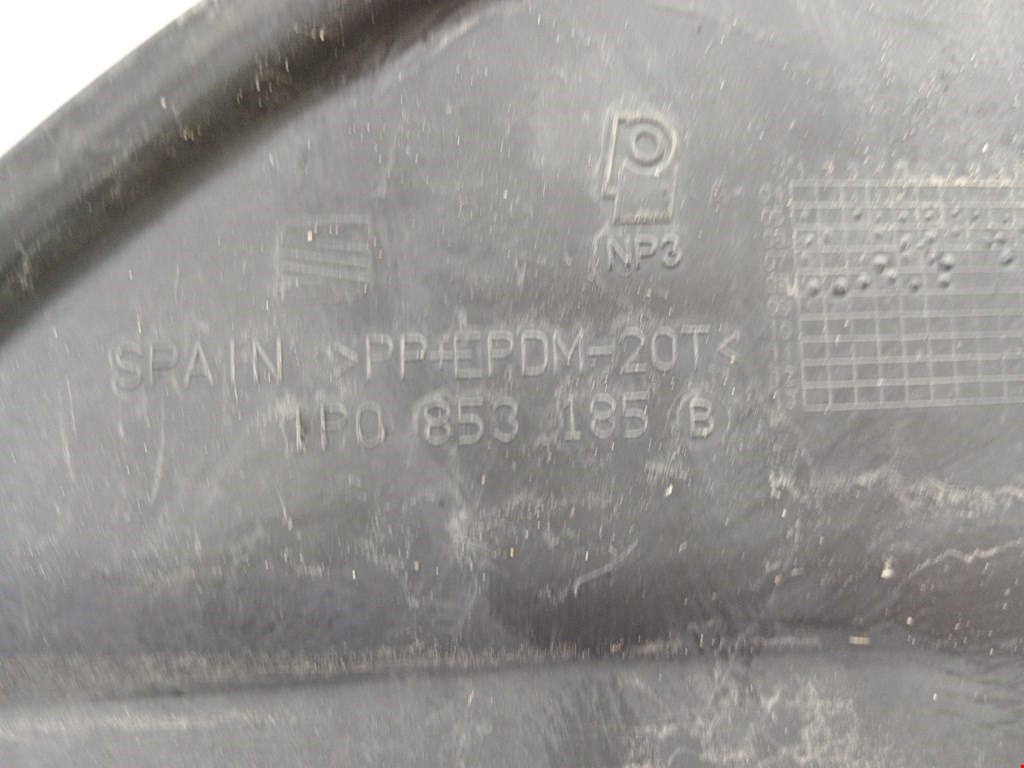 NP3
SPAIN >PP-EPDM-20T<
1P0 853 185 B